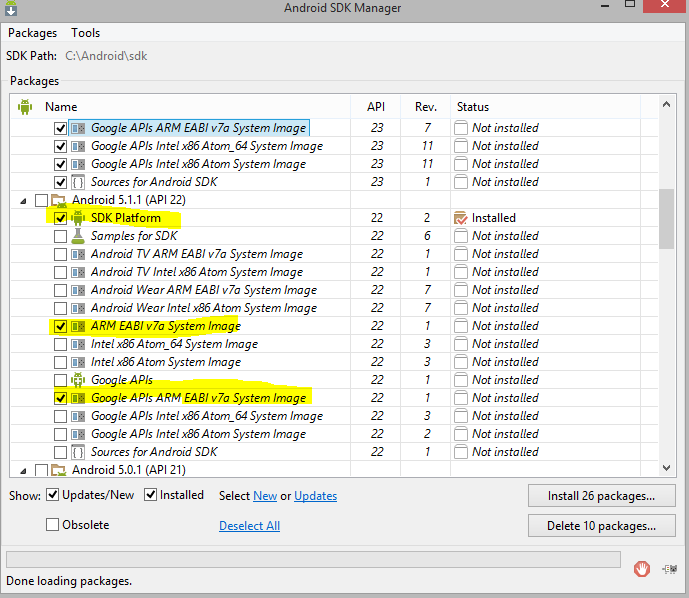 Android SDK Manager
Packages Tools
SDK Path: C:\Android\sdk
Packages
Name API Rev. Status
Google APIs ARM EABI v7a System Image 23 7 Not installed
Google APIs Intel x86 Atom_64 System Image 23 11 Not installed
Google APIs Intel x86 Atom System Image 23 11 Not installed
{ } Sources for Android SDK 23 1 Not installed
Android 5.1.1 (API 22)
SDK Platform 22 2 Installed
Samples for SDK 22 6 Not installed
Android TV ARM EABI v7a System Image 22 1 Not installed
Android TV Intel x86 Atom System Image 22 1 Not installed
Android Wear ARM EABI v7a System Image 22 7 Not installed
Android Wear Intel x86 Atom System Image 22 7 Not installed
ARM EABI v7a System Image 22 1 Not installed
Intel x86 Atom_64 System Image 22 3 Not installed
Intel x86 Atom System Image 22 3 Not installed
Google APIs 22 1 Not installed
Google APIs ARM EABI v7a System Image 22 1 Not installed
Google APIs Intel x86 Atom_64 System Image 22 3 Not installed
Google APIs Intel x86 Atom System Image 22 2 Not installed
{ } Sources for Android SDK 22 1 Not installed
Android 5.0.1 (API 21)
Show: Updates/New Installed Select New or Updates Install 26 packages...
Obsolete Deselect All Delete 10 packages...
Done loading packages.